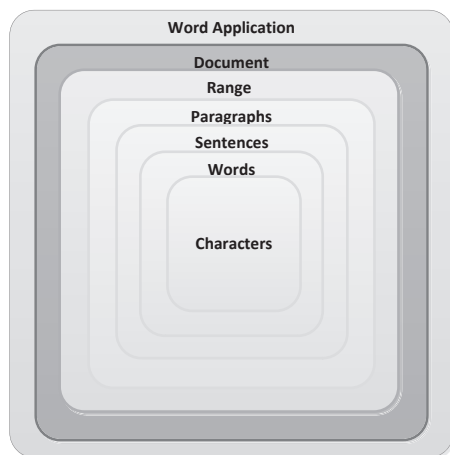 Word Application
Document
Range
Paragraphs
Sentences
Words
Characters